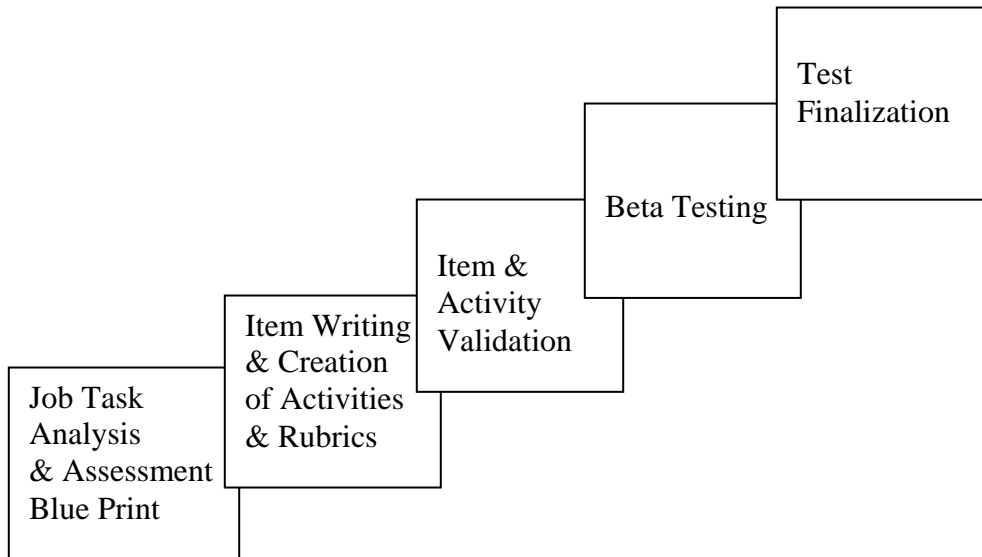 Job Task
Analysis
& Assessment
Blue Print
Item Writing
& Creation
of Activities
& Rubrics
Item &
Activity
Validation
Beta Testing
Test
Finalization